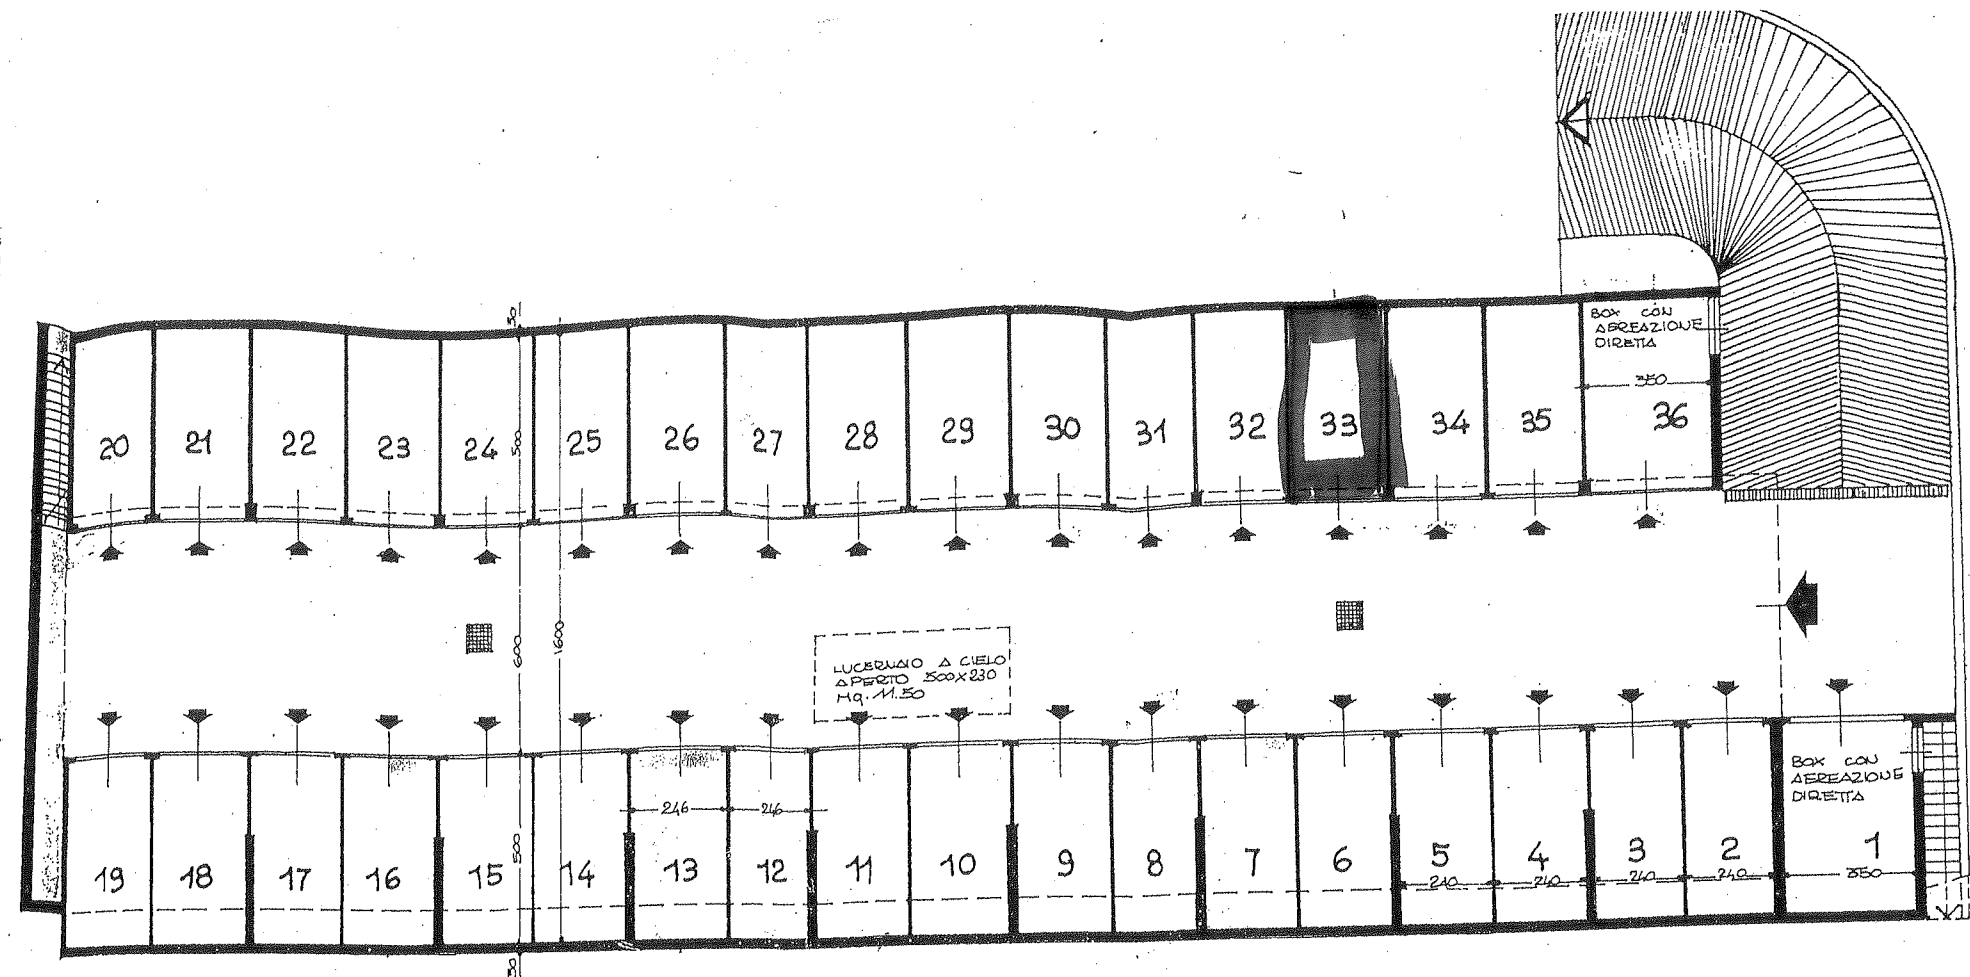 30
BOX CON
AEREAZIONE
DIRETTA
350
20 21 22 23 24 500 25 26 27 28 29 30 31 32 33 34 35 36
600
1600
LUCERNAIO A CIELO
APERTO 500x230
Mq. 11.50
BOX CON
AEREAZIONE
DIRETTA
246 246
19 18 17 16 15 500 14 13 12 11 10 9 8 7 6 5 4 3 2 1
240 240 240 240 350
30